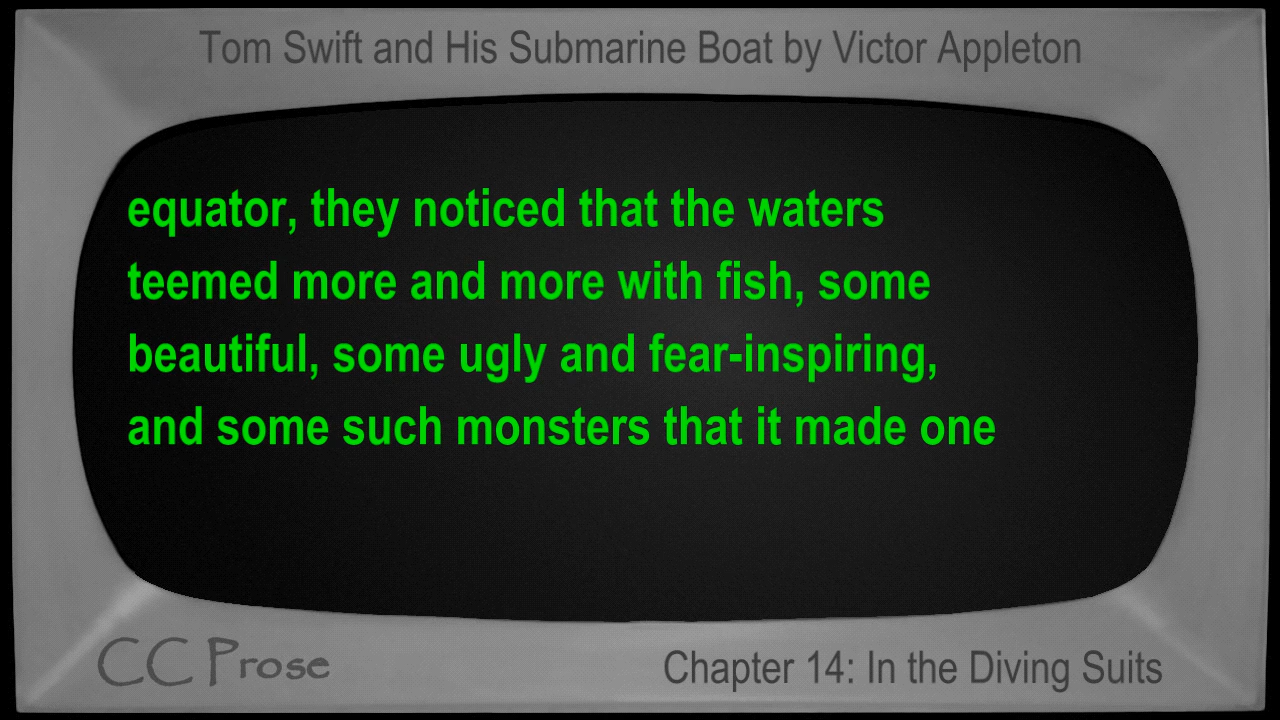 Tom Swift and His Submarine Boat by Victor Appleton
equator, they noticed that the waters
teemed more and more with fish, some
beautiful, some ugly and fear-inspiring,
and some such monsters that it made one
CC Prose
Chapter 14: In the Diving Suits